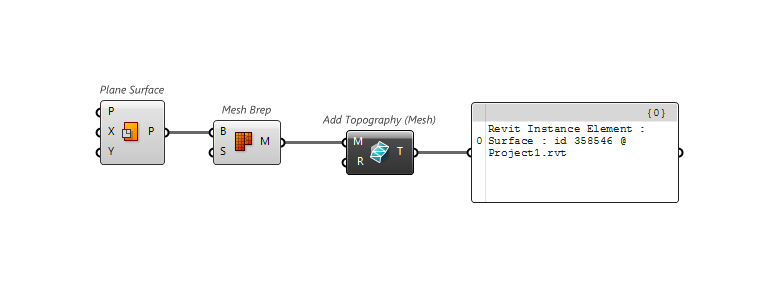 Plane Surface
P
X
Y
P
Mesh Brep
B
S
M
Add Topography (Mesh)
M
R
T
{0}
0
Revit Instance Element :
Surface : id 358546 @
Project1.rvt